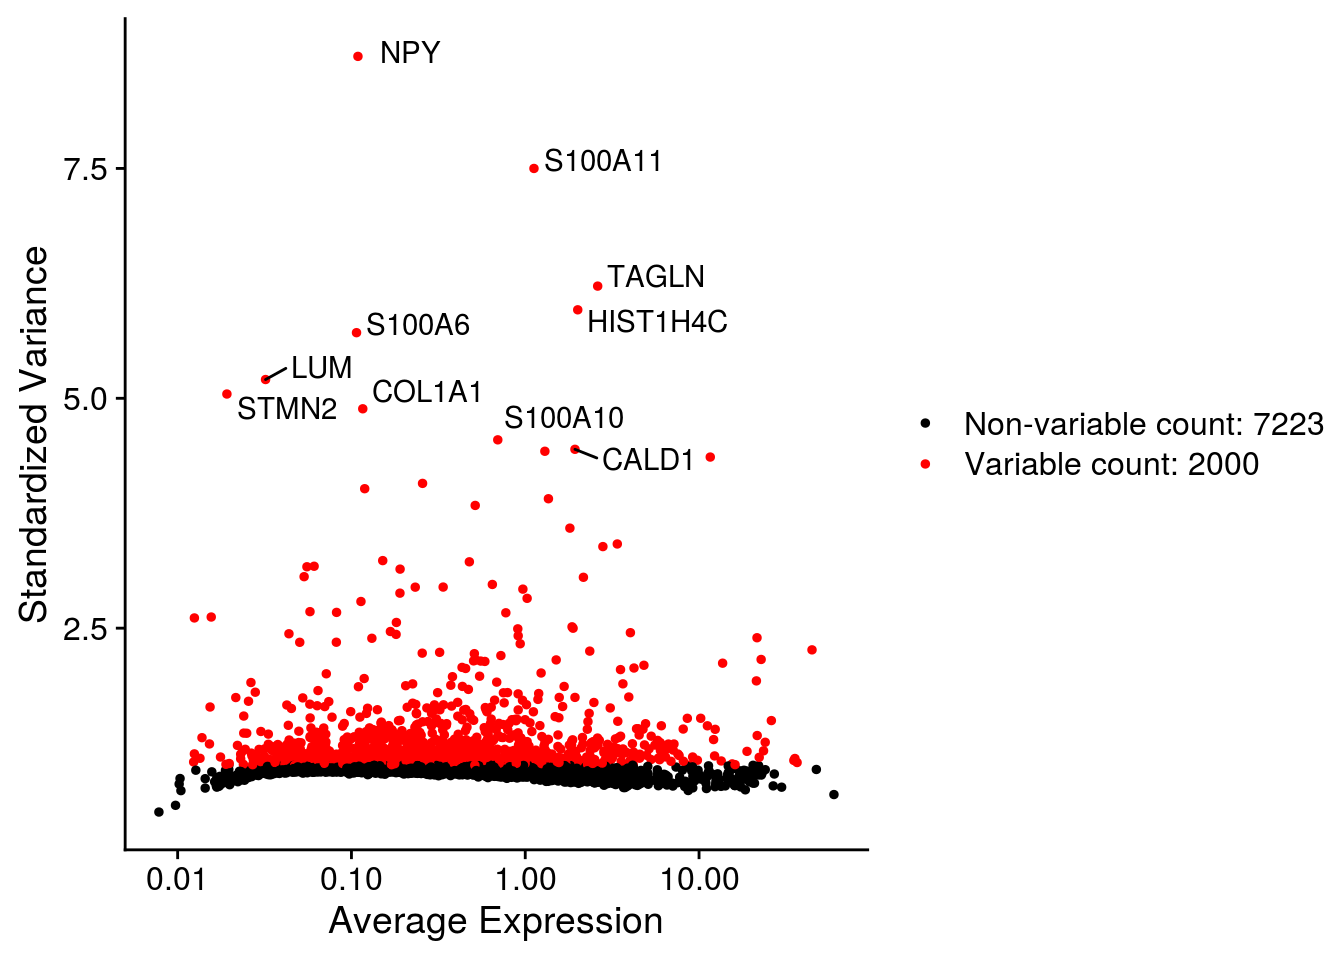 NPY
S100A11
7.5
TAGLN
HIST1H4C
S100A6
LUM
COL1A1
5.0
STMN2
S100A10
CALD1
Standardized Variance
Non-variable count: 7223
Variable count: 2000
2.5
0.01
0.10
1.00
10.00
Average Expression